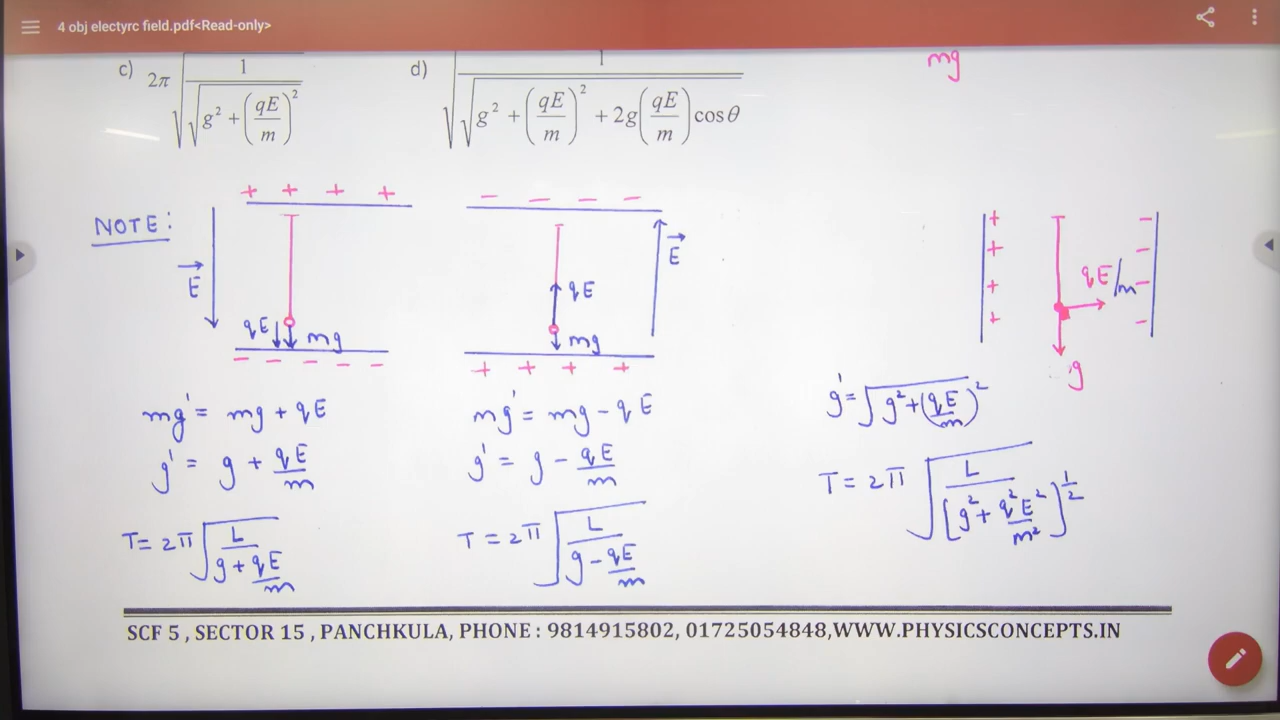 4 obj electyrc field.pdf<Read-only>
mg
c) 2π √(1 / √(g² + (qE/m)²))
d) √(1 / √(g² + (qE/m)² + 2g(qE/m) cosθ))
NOTE:
+ + + +
E
qE mg
- - - - -
- - - -
E
qE
mg
+ + + +
+ + + +
- - - -
qE/m
g
mg' = mg + qE
g' = g + qE/m
T = 2π √(L / (g + qE/m))
mg' = mg - qE
g' = g - qE/m
T = 2π √(L / (g - qE/m))
g' = √(g² + (qE/m)²)
T = 2π √(L / [g² + q²E²/m²]^(1/2))
SCF 5 , SECTOR 15 , PANCHKULA, PHONE : 9814915802, 01725054848,WWW.PHYSICSCONCEPTS.IN